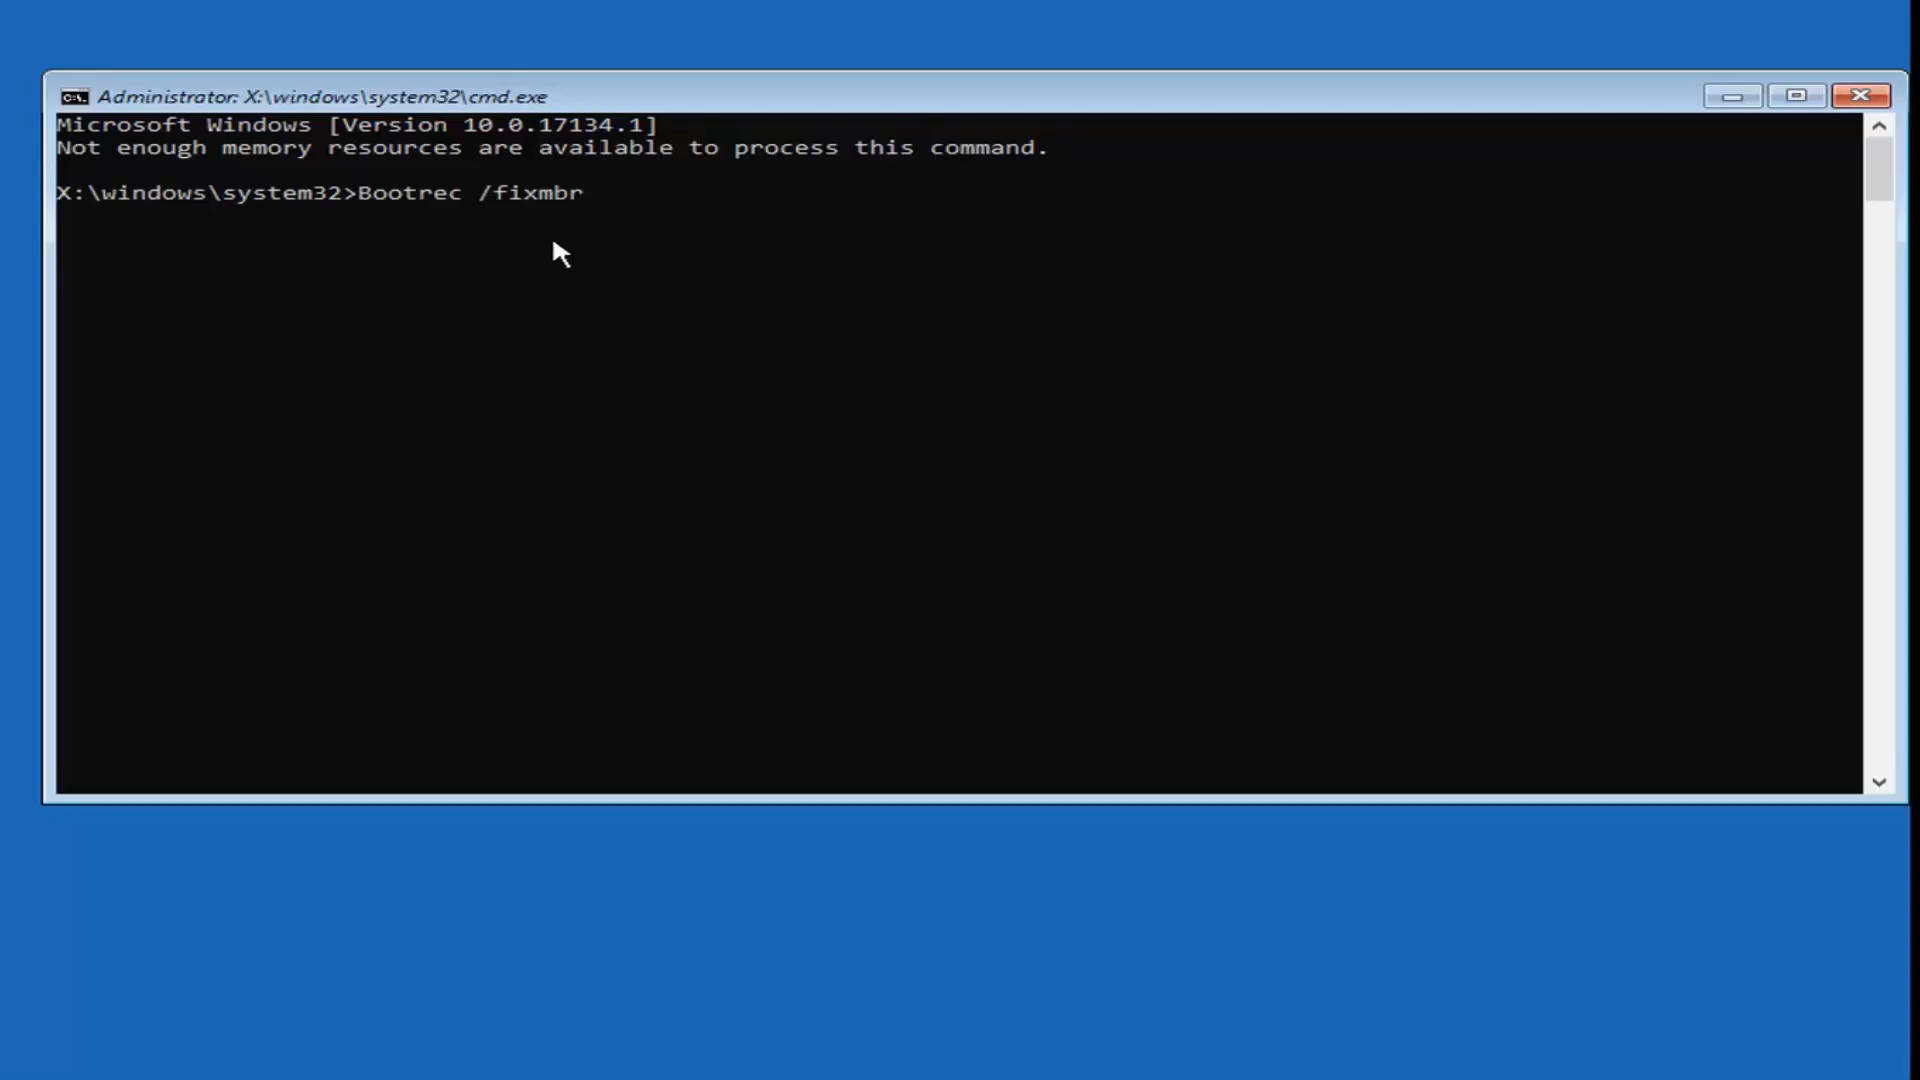 Administrator: X:\windows\system32\cmd.exe
Microsoft Windows [Version 10.0.17134.1]
Not enough memory resources are available to process this command.
X:\windows\system32>Bootrec /fixmbr